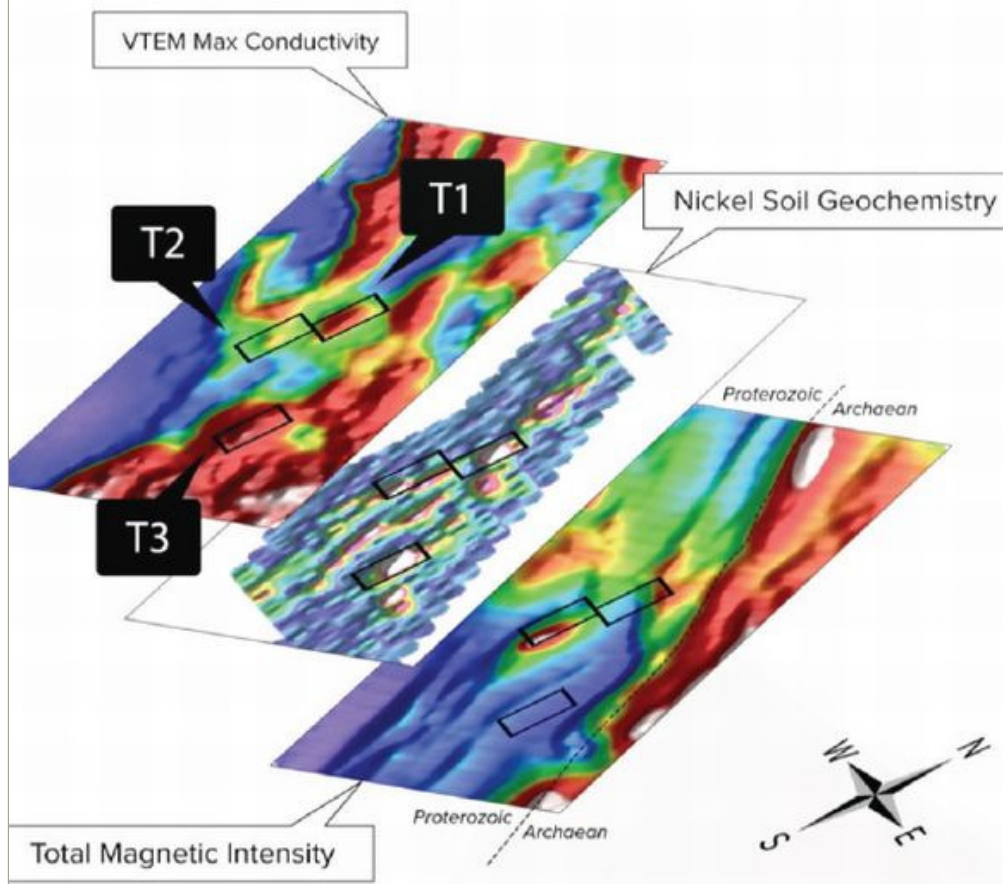 VTEM Max Conductivity
T1
Nickel Soil Geochemistry
T2
Proterozoic
Archaean
T3
W
N
S
E
Proterozoic
Archaean
Total Magnetic Intensity